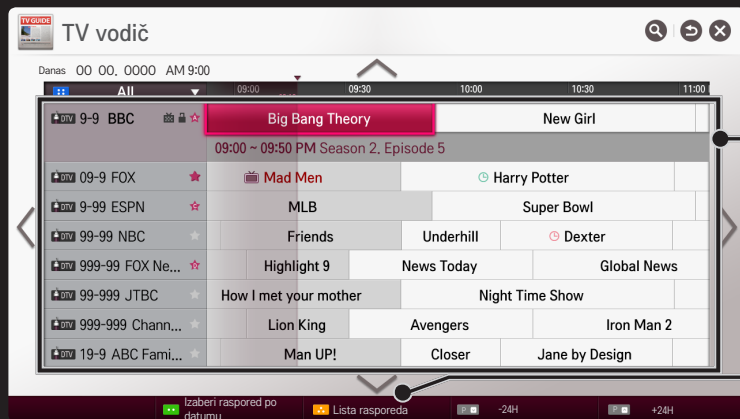 TV GUIDE
TV vodič
Danas 00 00, 0000 AM 9:00
All 09:00 09:30 10:00 10:30 11:00
DTV 9-9 BBC Big Bang Theory New Girl
09:00 ~ 09:50 PM Season 2, Episode 5
DTV 09-9 FOX Mad Men Harry Potter
DTV 9-99 ESPN MLB Super Bowl
DTV 99-99 NBC Friends Underhill Dexter
DTV 999-99 FOX Ne... Highlight 9 News Today Global News
DTV 99-999 JTBC How I met your mother Night Time Show
DTV 999-999 Chann... Lion King Avengers Iron Man 2
DTV 19-9 ABC Fami... Man UP! Closer Jane by Design
Izaberi raspored po
datumu
Lista rasporeda P -24H P +24H